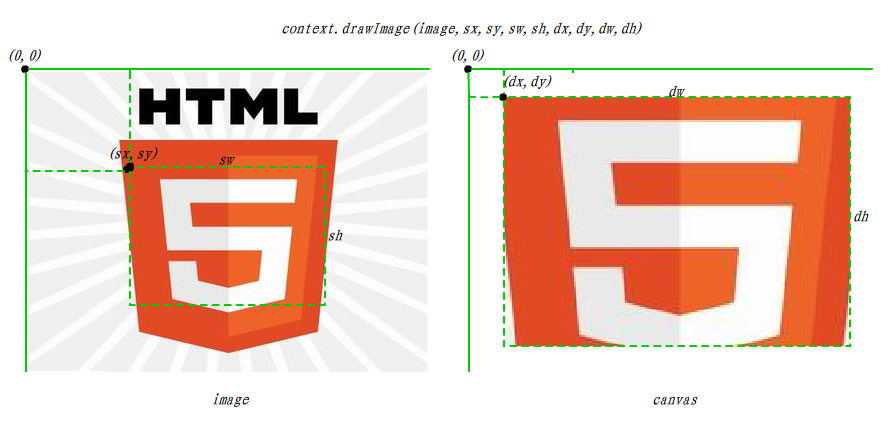 context.drawImage(image,sx,sy,sw,sh,dx,dy,dw,dh)
(0,0)
(0,0)
(dx,dy)
dw
HTML
(sx,sy)
sw
5
sh
5
dh
image
canvas